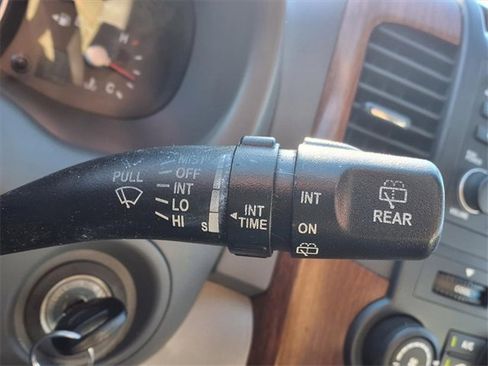 H
C
MIST
OFF
PULL
INT
LO
HI
S
INT
TIME
INT
ON
REAR
A/C